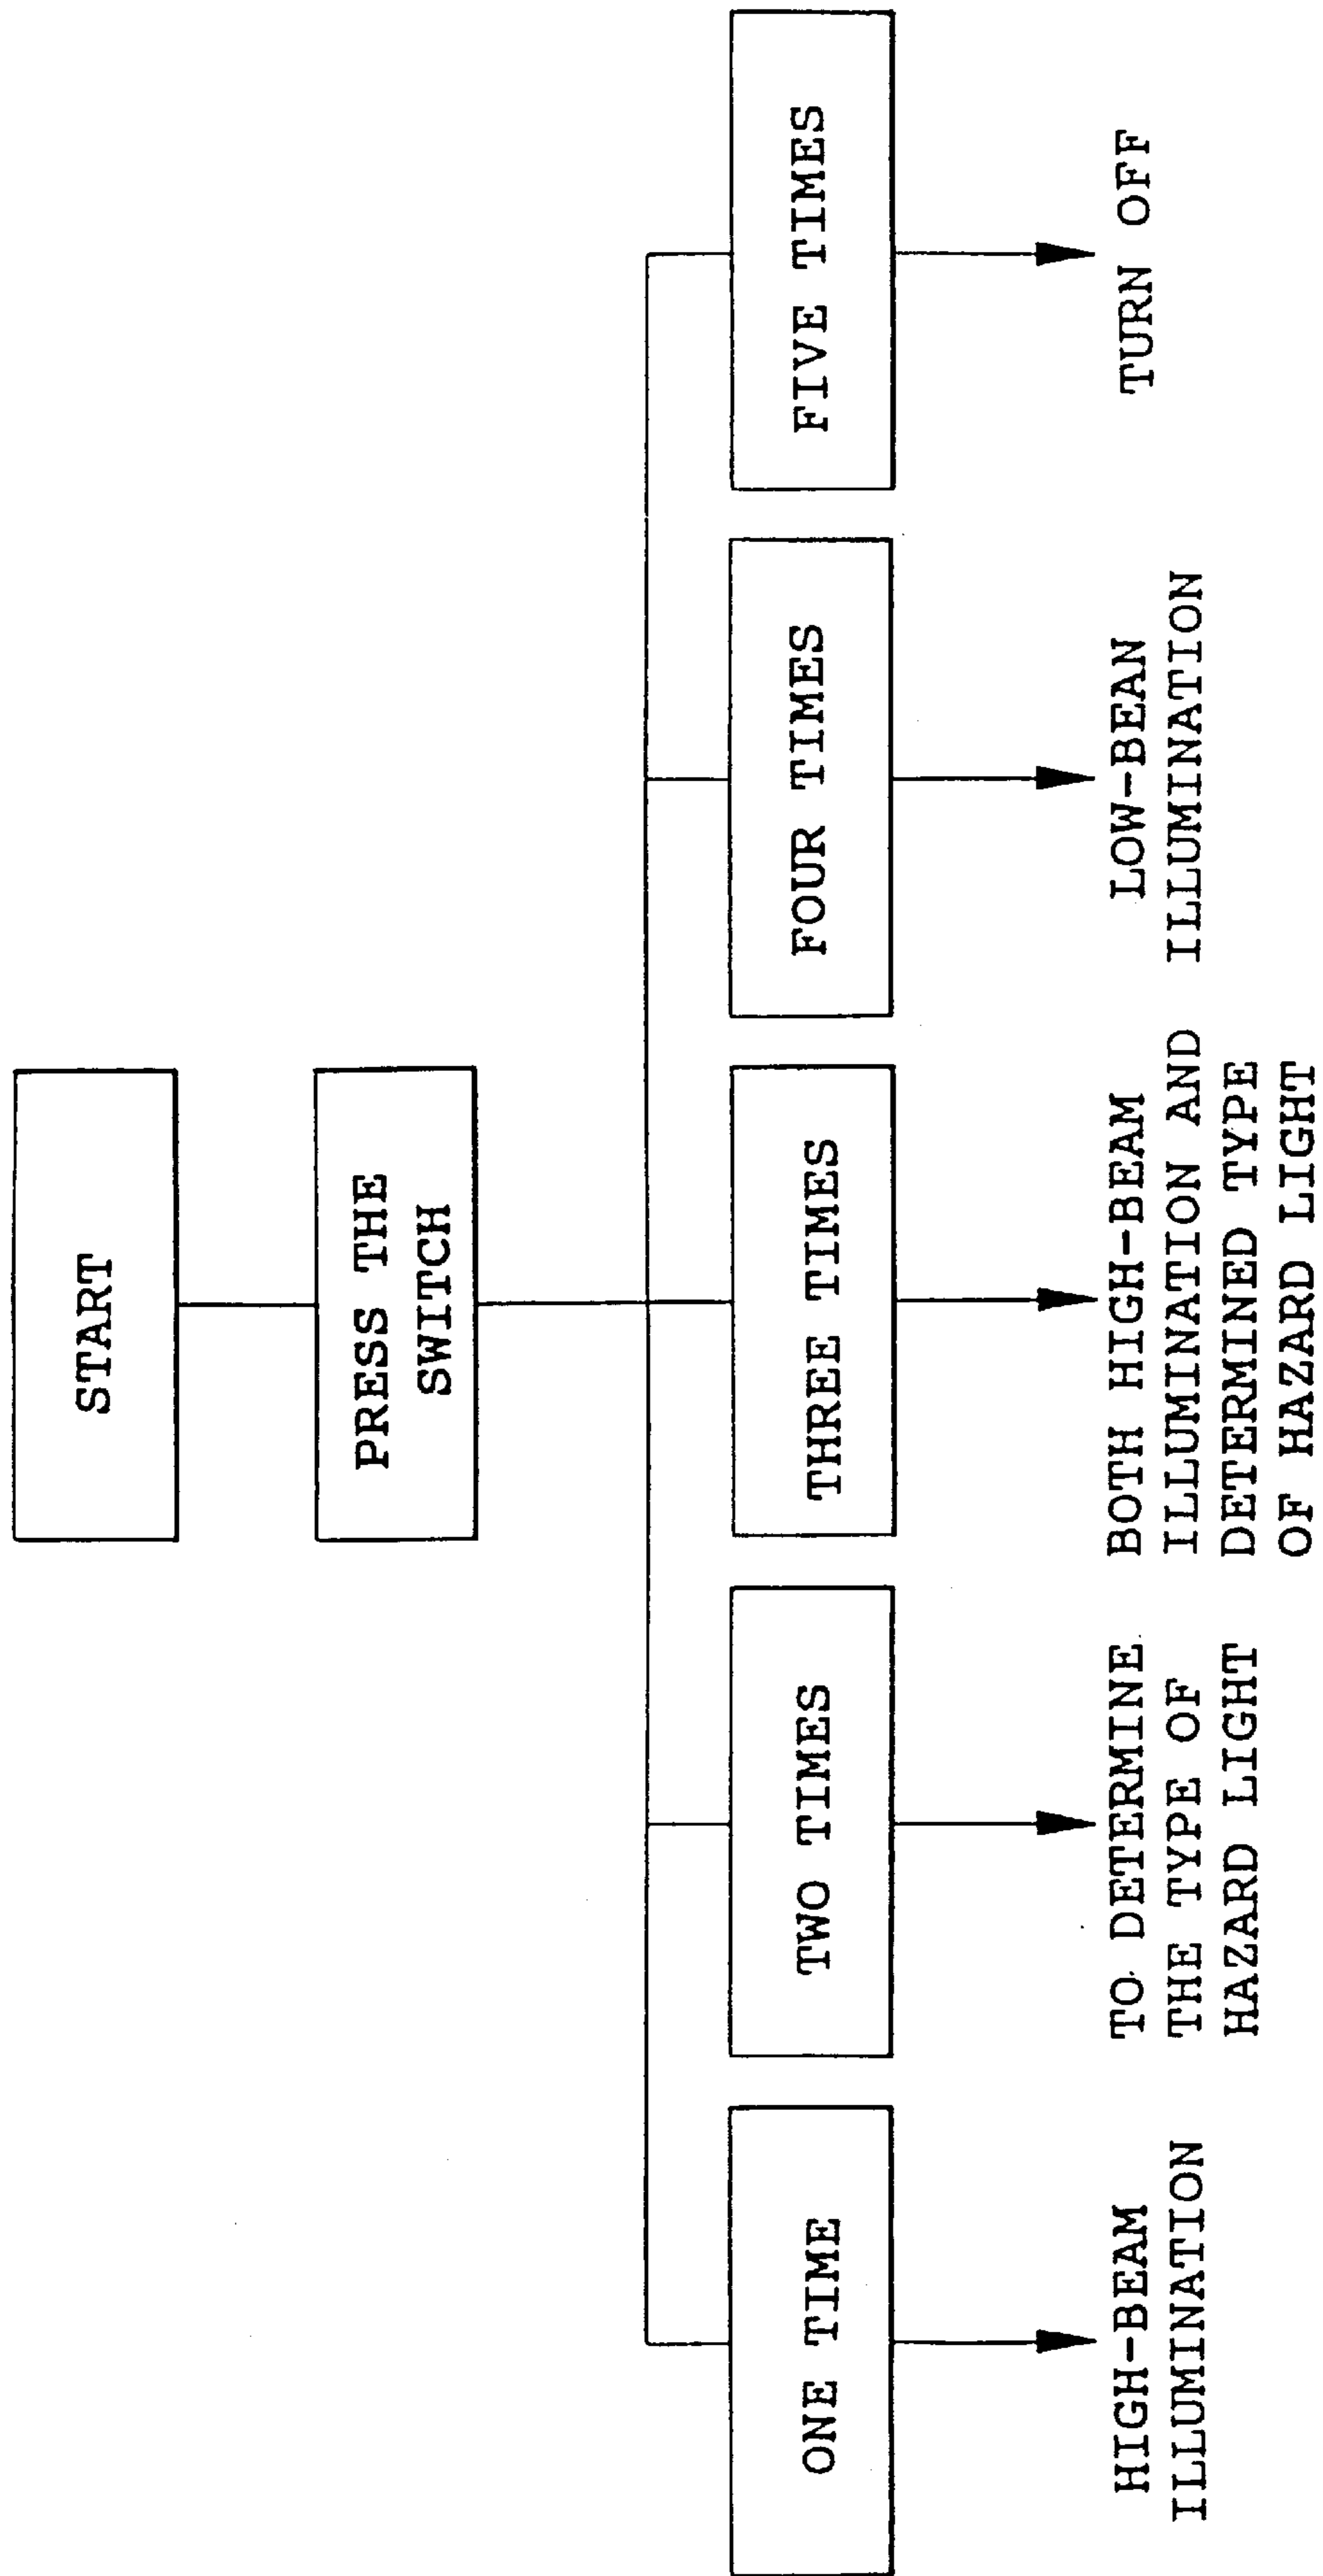 START
PRESS THE
SWITCH
ONE TIME
TWO TIMES
THREE TIMES
FOUR TIMES
FIVE TIMES
HIGH-BEAM
ILLUMINATION
TO DETERMINE
THE TYPE OF
HAZARD LIGHT
BOTH HIGH-BEAM
ILLUMINATION AND
DETERMINED TYPE
OF HAZARD LIGHT
LOW-BEAN
ILLUMINATION
TURN OFF